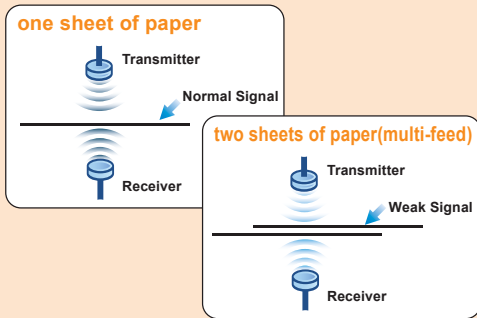 one sheet of paper
Transmitter
Normal Signal
Receiver
two sheets of paper(multi-feed)
Transmitter
Weak Signal
Receiver